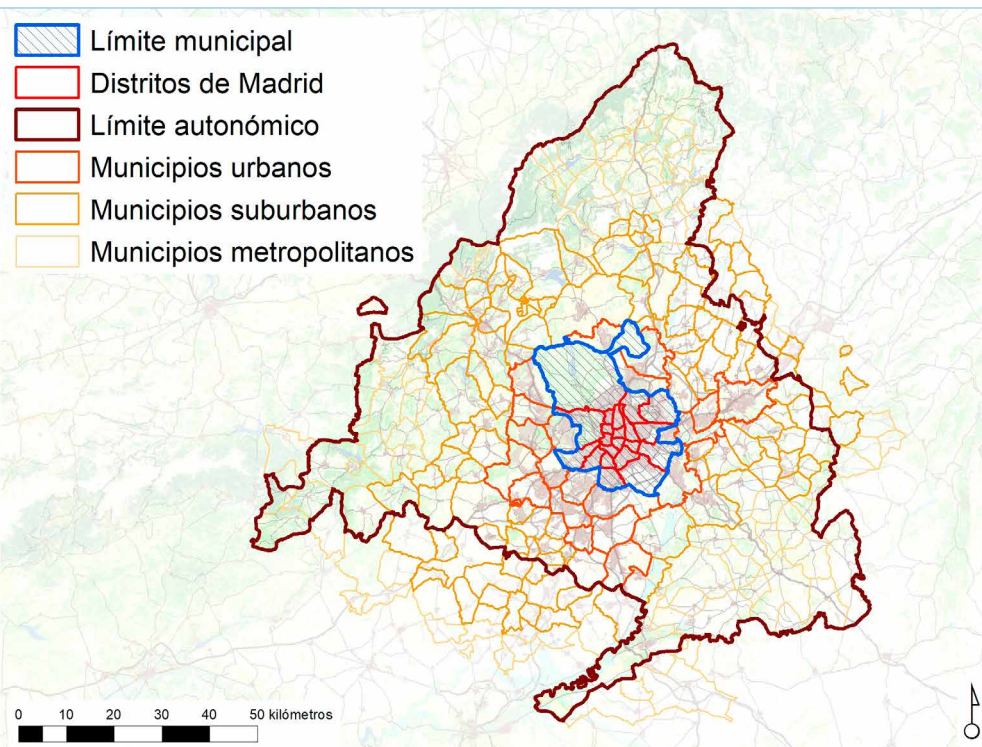 Límite municipal
Distritos de Madrid
Límite autonómico
Municipios urbanos
Municipios suburbanos
Municipios metropolitanos
0 10 20 30 40 50 kilómetros